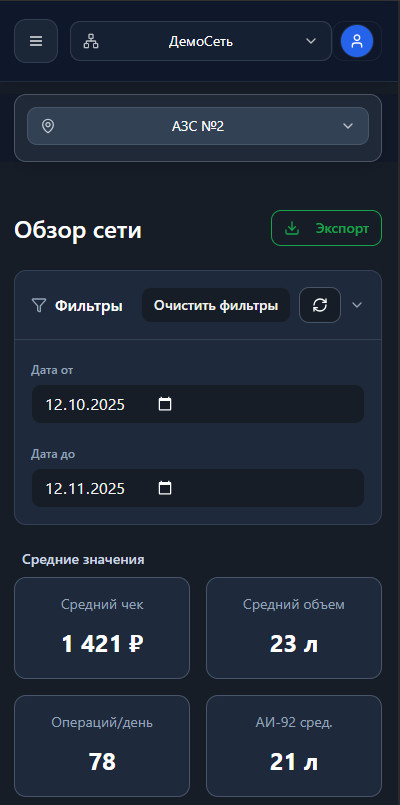 ДемоСеть
АЗС №2
Обзор сети
Экспорт
Фильтры
Очистить фильтры
Дата от
12.10.2025
Дата до
12.11.2025
Средние значения
Средний чек
1 421 ₽
Средний объем
23 л
Операций/день
78
АИ-92 сред.
21 л